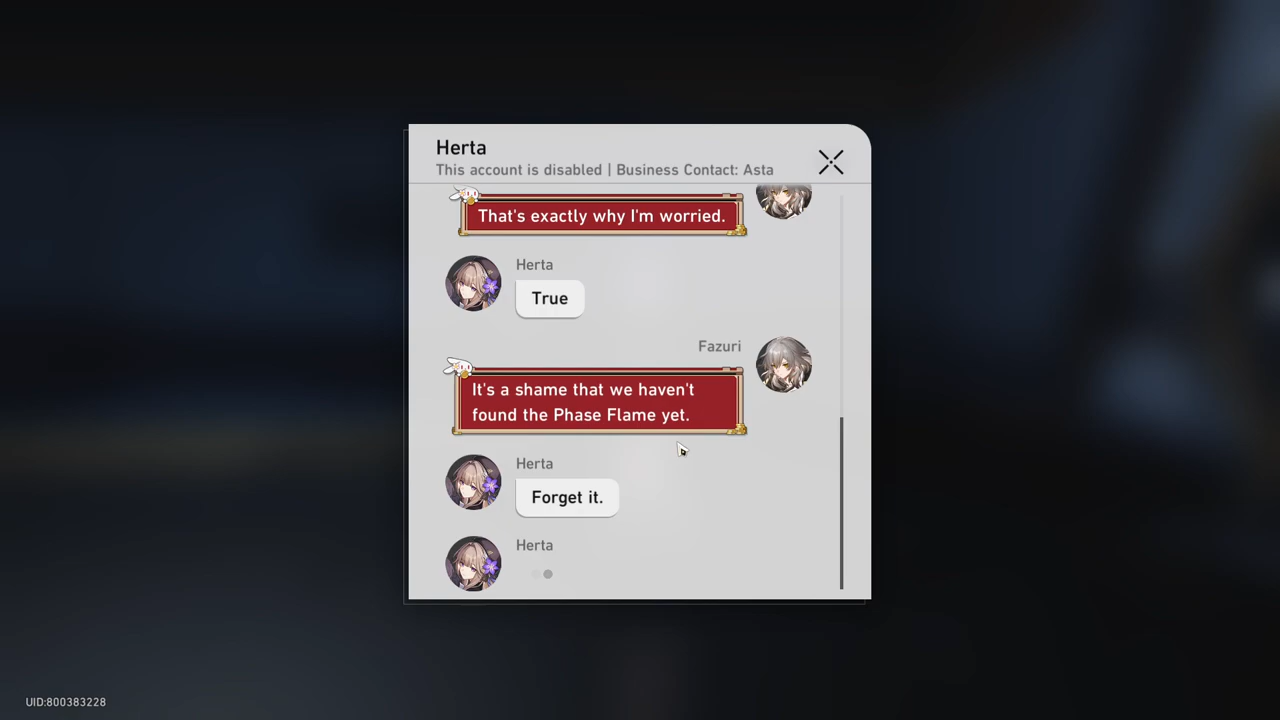 Herta
This account is disabled | Business Contact: Asta
That's exactly why I'm worried.
Herta
True
Fazuri
It's a shame that we haven't
found the Phase Flame yet.
Herta
Forget it.
Herta
UID:800383228